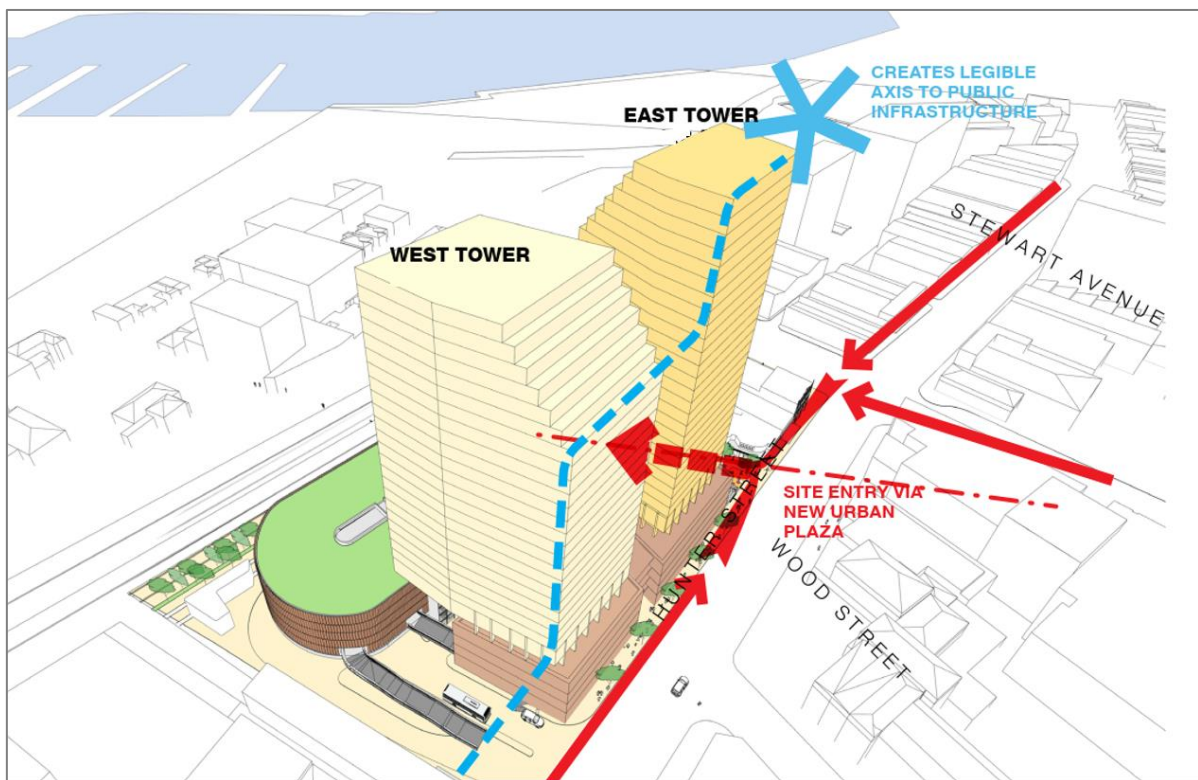 CREATES LEGIBLE
AXIS TO PUBLIC
INFRASTRUCTURE
EAST TOWER
WEST TOWER
STEWART AVENUE
HUNTER STREET
SITE ENTRY VIA
NEW URBAN
PLAZA
WOOD STREET